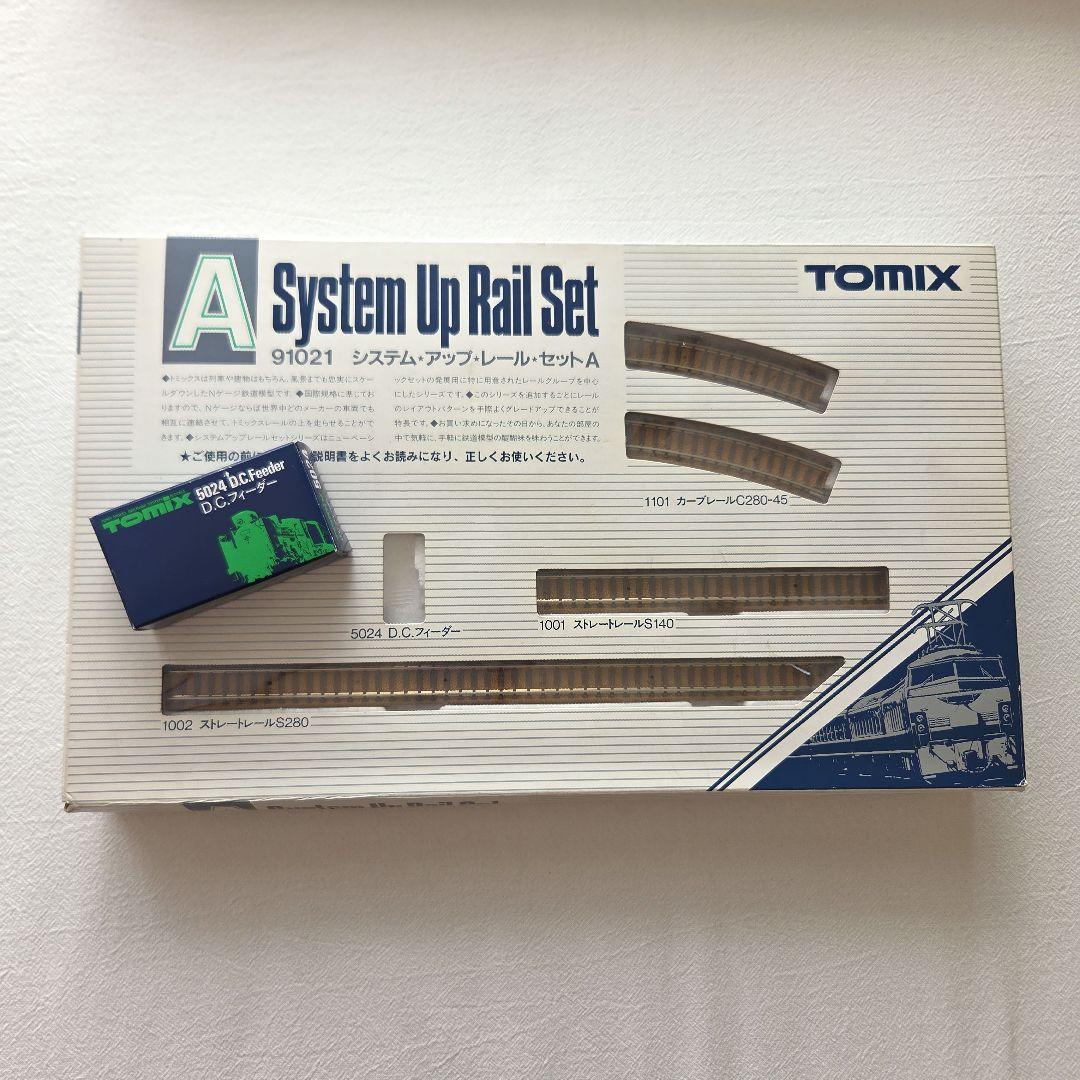 A
System Up Rail Set
TOMIX
91021 システム★アップ★レール★セットA
◆トミックスは列車や建物はもちろん、風景までも忠実にスケー
ルダウンしたNゲージ鉄道模型です。◆国際規格に準じてお
りますので、Nゲージならば世界中どのメーカーの車両でも
相互に連結させて、トミックスレールの上を走らせることがで
きます。◆システムアップレールセットシリーズはニューベーシ
ックセットの発展用に特に用意されたレールグループを中心
にしたシリーズです。◆このシリーズを追加するごとにレール
のレイアウトパターンを手際よくグレードアップできることが
特長です。◆お買い求めになったその日から、あなたの部屋の
中で気軽に、手軽に鉄道模型の醍醐味を味わうことができます。
★ご使用の前に 説明書をよくお読みになり、正しくお使いください。
1101 カーブレールC280-45
TOMIX
5024 D.C.Feeder
D.C.フィーダー
5024 D.C.フィーダー
1001 ストレートレールS140
1002 ストレートレールS280